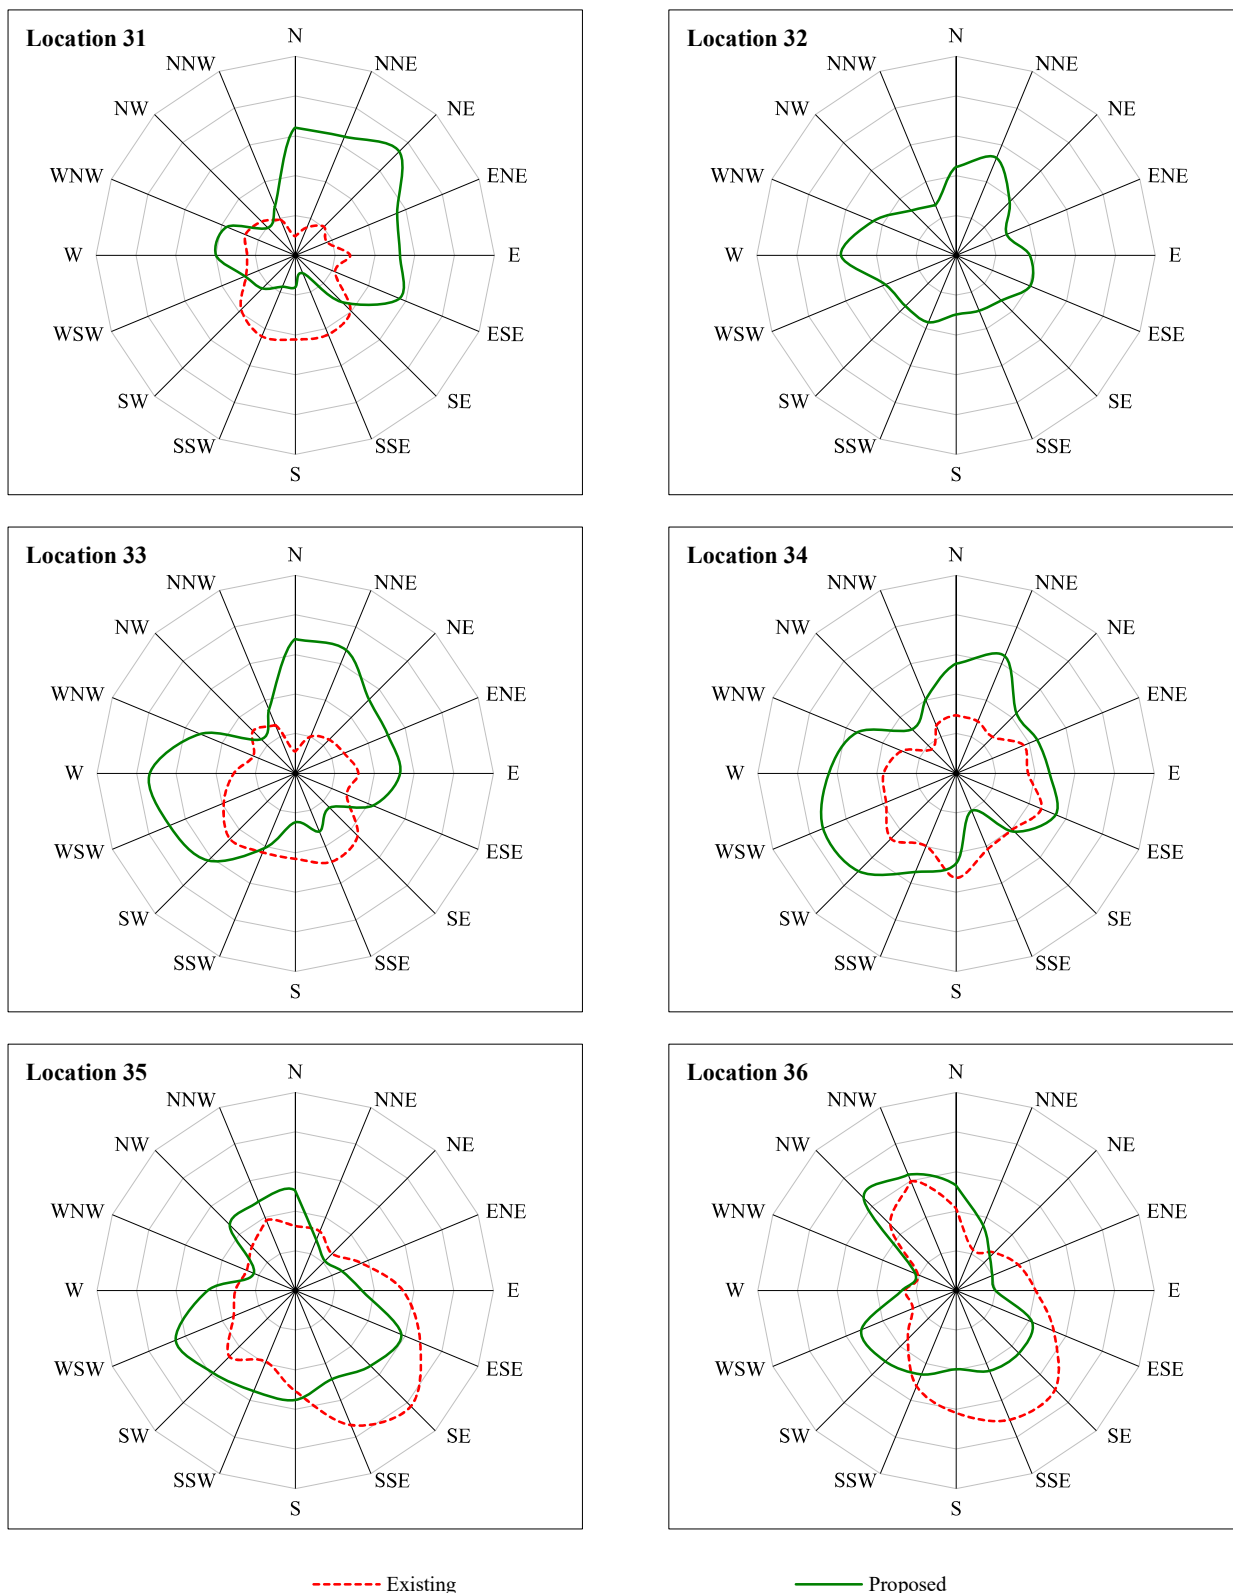 Location 31
N
NNE
NE
ENE
E
ESE
SE
SSE
S
SSW
SW
WSW
W
WNW
NW
NNW
Location 32
N
NNE
NE
ENE
E
ESE
SE
SSE
S
SSW
SW
WSW
W
WNW
NW
NNW
Location 33
N
NNE
NE
ENE
E
ESE
SE
SSE
S
SSW
SW
WSW
W
WNW
NW
NNW
Location 34
N
NNE
NE
ENE
E
ESE
SE
SSE
S
SSW
SW
WSW
W
WNW
NW
NNW
Location 35
N
NNE
NE
ENE
E
ESE
SE
SSE
S
SSW
SW
WSW
W
WNW
NW
NNW
Location 36
N
NNE
NE
ENE
E
ESE
SE
SSE
S
SSW
SW
WSW
W
WNW
NW
NNW
Existing
Proposed